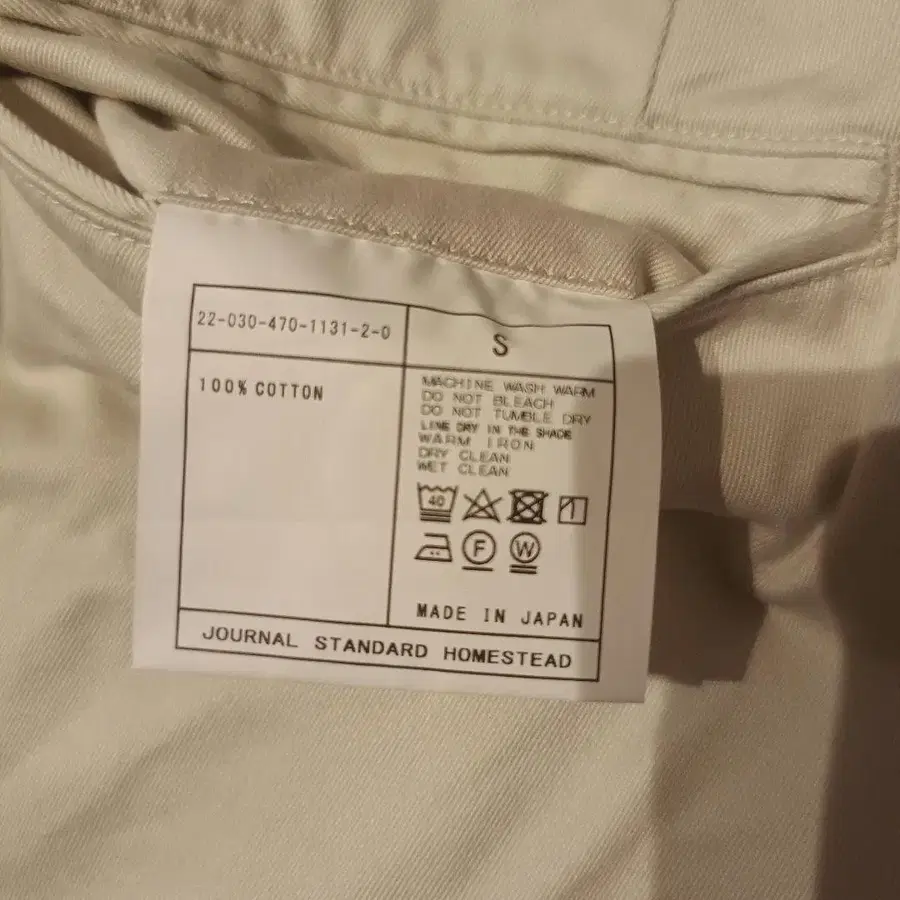 22-030-470-1131-2-0
S
100% COTTON
MACHINE WASH WARM
DO NOT BLEACH
DO NOT TUMBLE DRY
LINE DRY IN THE SHADE
WARM IRON
DRY CLEAN
WET CLEAN
40
F
W
MADE IN JAPAN
JOURNAL STANDARD HOMESTEAD